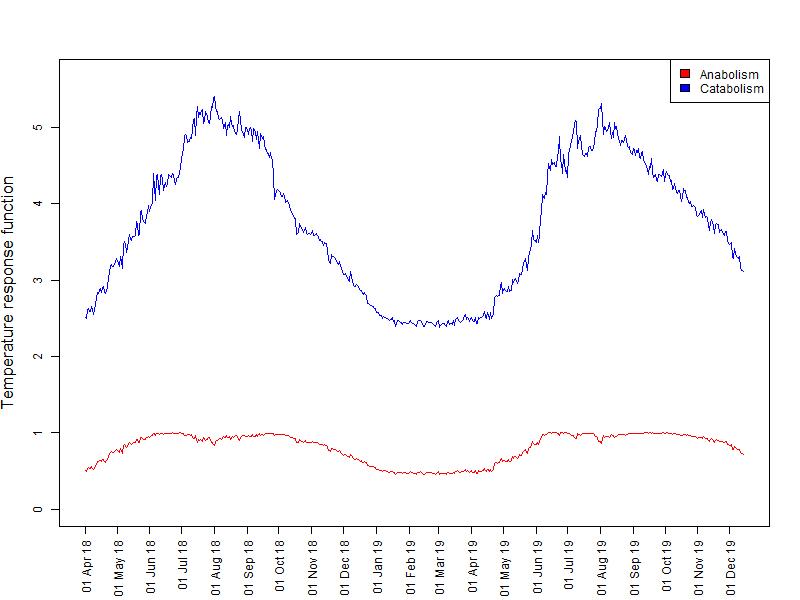 Anabolism
Catabolism
Temperature response function
5
4
3
2
1
0
01 Apr 18
01 May 18
01 Jun 18
01 Jul 18
01 Aug 18
01 Sep 18
01 Oct 18
01 Nov 18
01 Dec 18
01 Jan 19
01 Feb 19
01 Mar 19
01 Apr 19
01 May 19
01 Jun 19
01 Jul 19
01 Aug 19
01 Sep 19
01 Oct 19
01 Nov 19
01 Dec 19